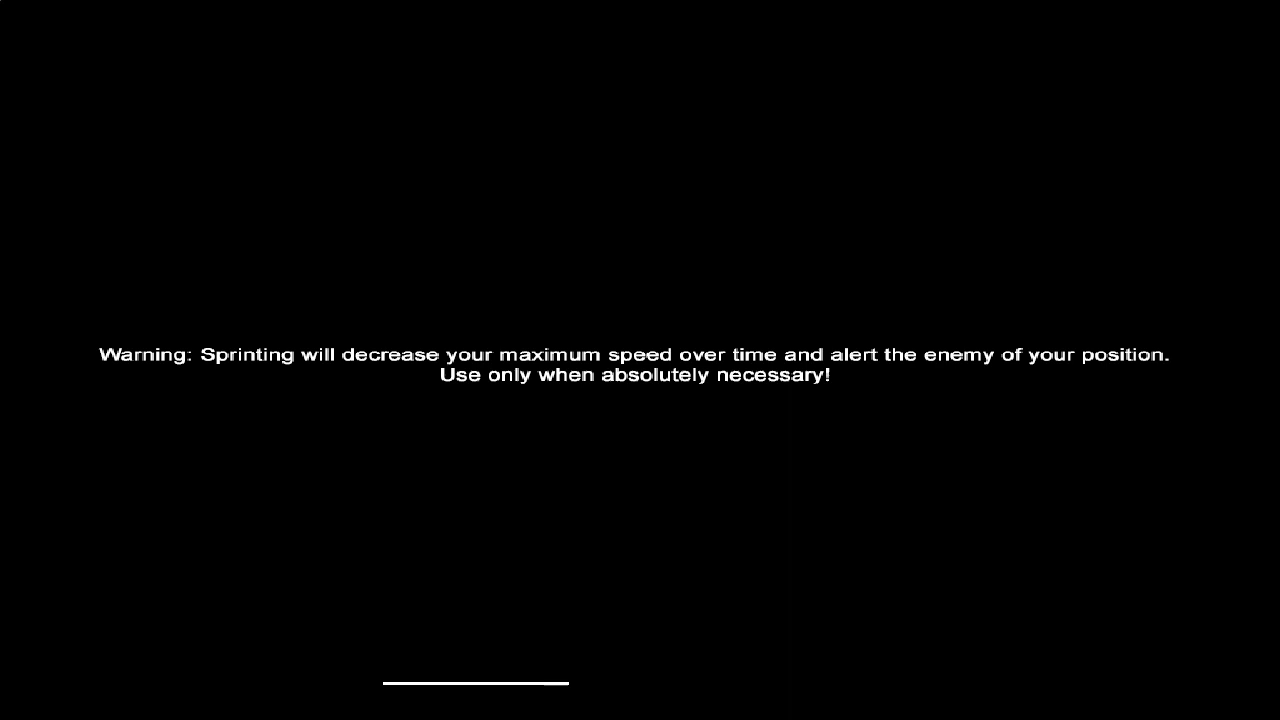 Warning: Sprinting will decrease your maximum speed over time and alert the enemy of your position.
Use only when absolutely necessary!